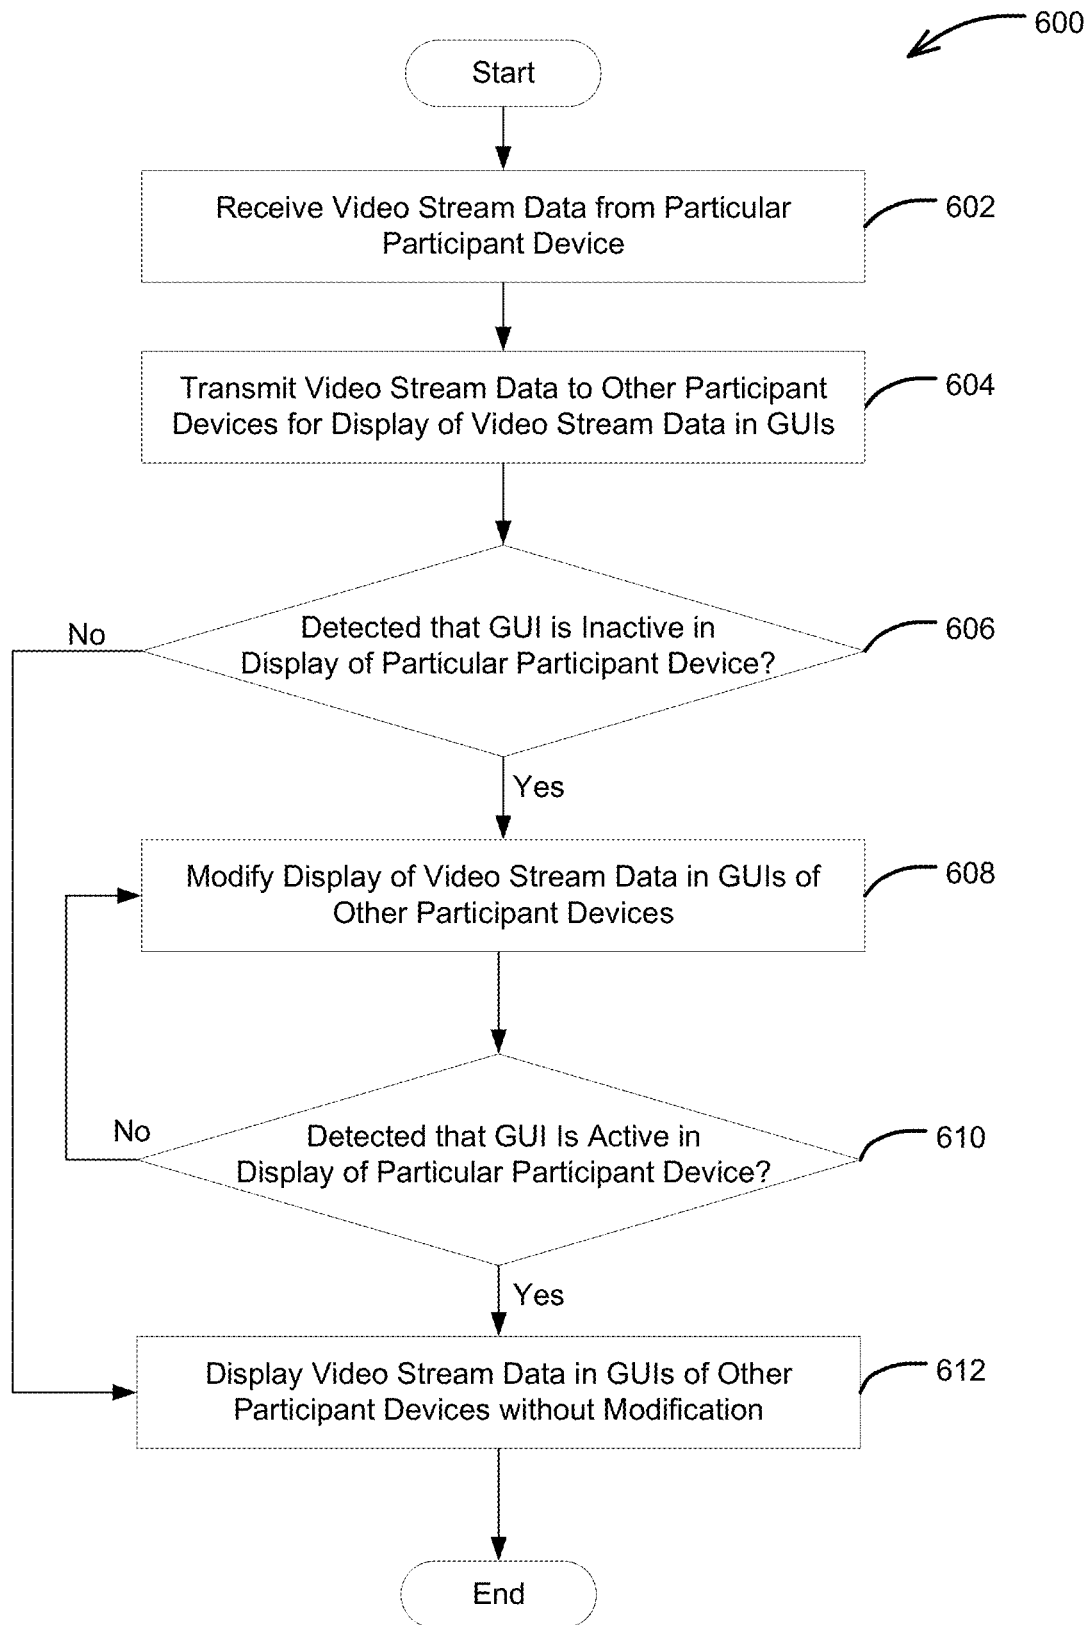 600
Start
Receive Video Stream Data from Particular
Participant Device
602
Transmit Video Stream Data to Other Participant
Devices for Display of Video Stream Data in GUIs
604
Detected that GUI is Inactive in
Display of Particular Participant Device?
606
No
Yes
Modify Display of Video Stream Data in GUIs of
Other Participant Devices
608
Detected that GUI Is Active in
Display of Particular Participant Device?
610
No
Yes
Display Video Stream Data in GUIs of Other
Participant Devices without Modification
612
End